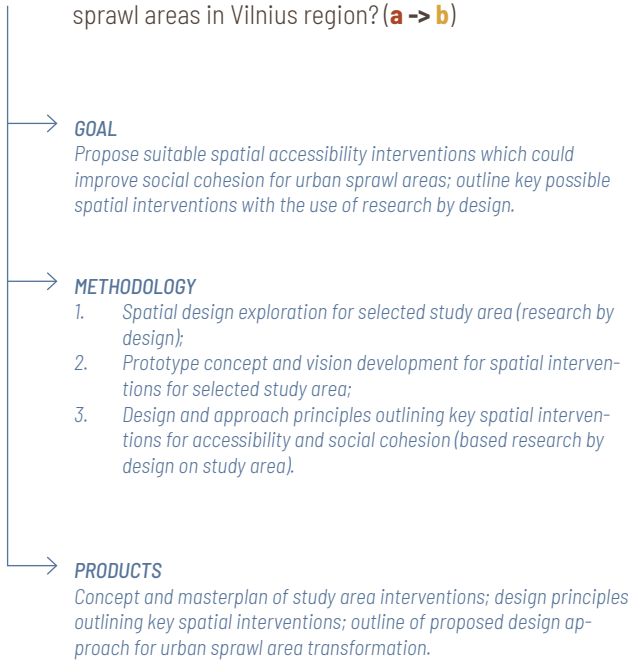 sprawl areas in Vilnius region? (a -> b)
GOAL
Propose suitable spatial accessibility interventions which could
improve social cohesion for urban sprawl areas; outline key possible
spatial interventions with the use of research by design.
METHODOLOGY
1. Spatial design exploration for selected study area (research by
design);
2. Prototype concept and vision development for spatial interven-
tions for selected study area;
3. Design and approach principles outlining key spatial interven-
tions for accessibility and social cohesion (based research by
design on study area).
PRODUCTS
Concept and masterplan of study area interventions; design principles
outlining key spatial interventions; outline of proposed design ap-
proach for urban sprawl area transformation.